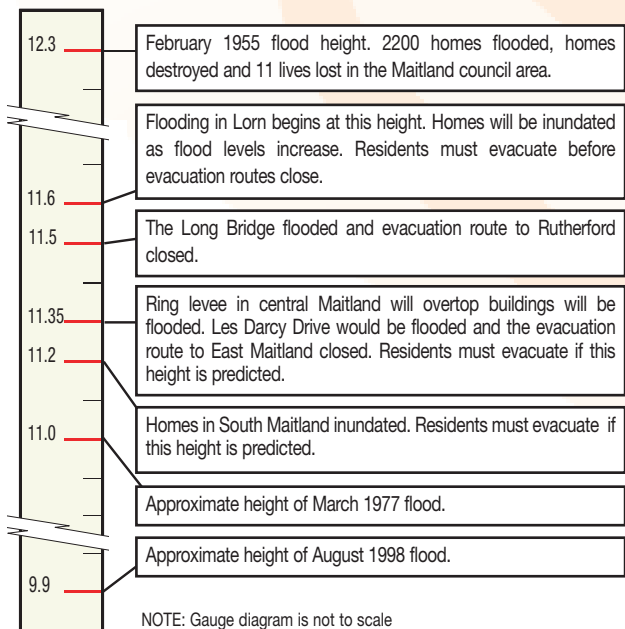 12.3
February 1955 flood height. 2200 homes flooded, homes
destroyed and 11 lives lost in the Maitland council area.
Flooding in Lorn begins at this height. Homes will be inundated
as flood levels increase. Residents must evacuate before
evacuation routes close.
11.6
The Long Bridge flooded and evacuation route to Rutherford
closed.
11.5
Ring levee in central Maitland will overtop buildings will be
flooded. Les Darcy Drive would be flooded and the evacuation
route to East Maitland closed. Residents must evacuate if this
height is predicted.
11.35
11.2
Homes in South Maitland inundated. Residents must evacuate if
this height is predicted.
11.0
Approximate height of March 1977 flood.
Approximate height of August 1998 flood.
9.9
NOTE: Gauge diagram is not to scale